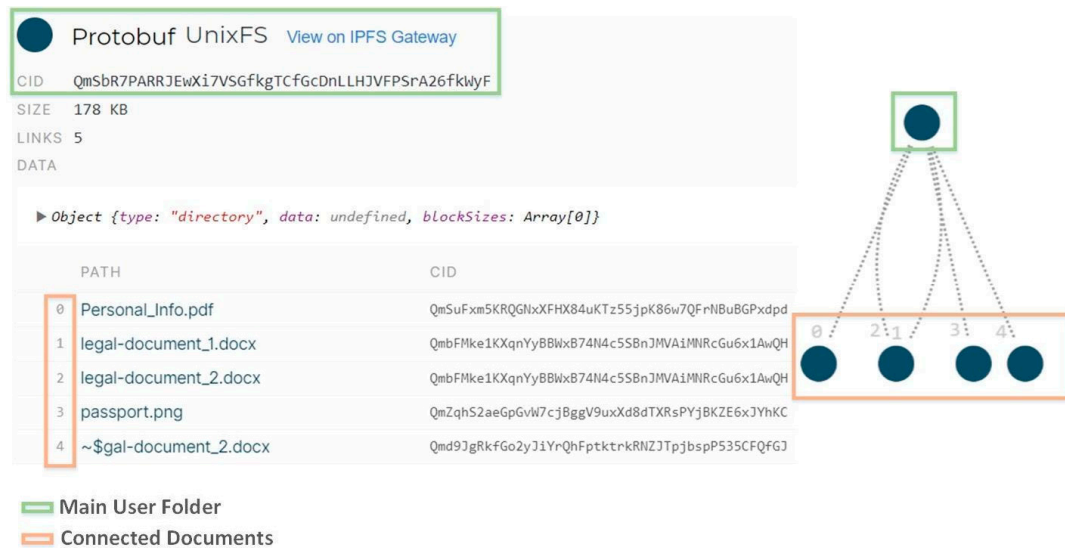 Protobuf UnixFS View on IPFS Gateway
CID QmSbR7PARRJEwXi7VSGfkgTCfGcDnLLHJVFPSrA26fkWyF
SIZE 178 KB
LINKS 5
DATA
▶ Object {type: "directory", data: undefined, blockSizes: Array[0]}
PATH CID
0 Personal_Info.pdf QmSuFxm5KRQGNxXFHX84uKTz55jpK86w7QFrNBuBGPxdpd
1 legal-document_1.docx QmbFMke1KXqnYyBBWxB74N4c5SBnJMVAiMNRcGu6x1AwQH
2 legal-document_2.docx QmbFMke1KXqnYyBBWxB74N4c5SBnJMVAiMNRcGu6x1AwQH
3 passport.png QmZqhS2aeGpGvW7cjBggV9uxXd8dTXRsPYjBKZE6xJYhKC
4 ~$gal-document_2.docx Qmd9JgRkfGo2yJiYrQhFptktrkRNZJTpjbspP535CFQfGJ
0 2 1 3 4
Main User Folder
Connected Documents